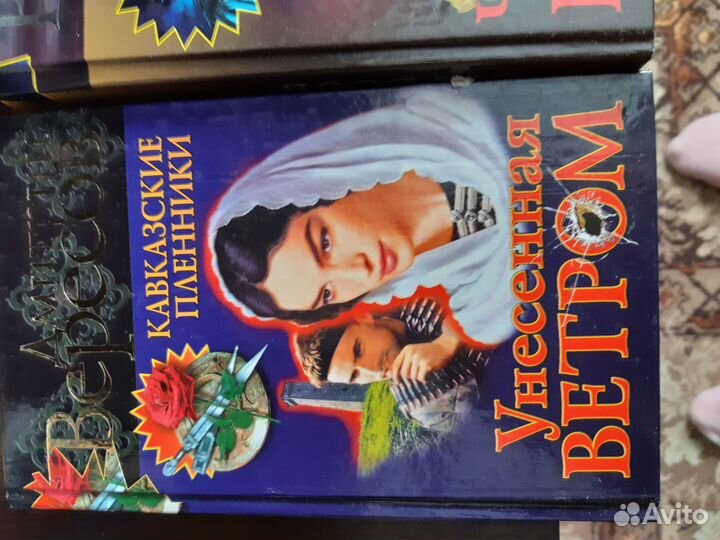 Дмитрий
Вересов
КАВКАЗСКИЕ
ПЛЕННИКИ
Унесенная
ВЕТРОМ
Avito